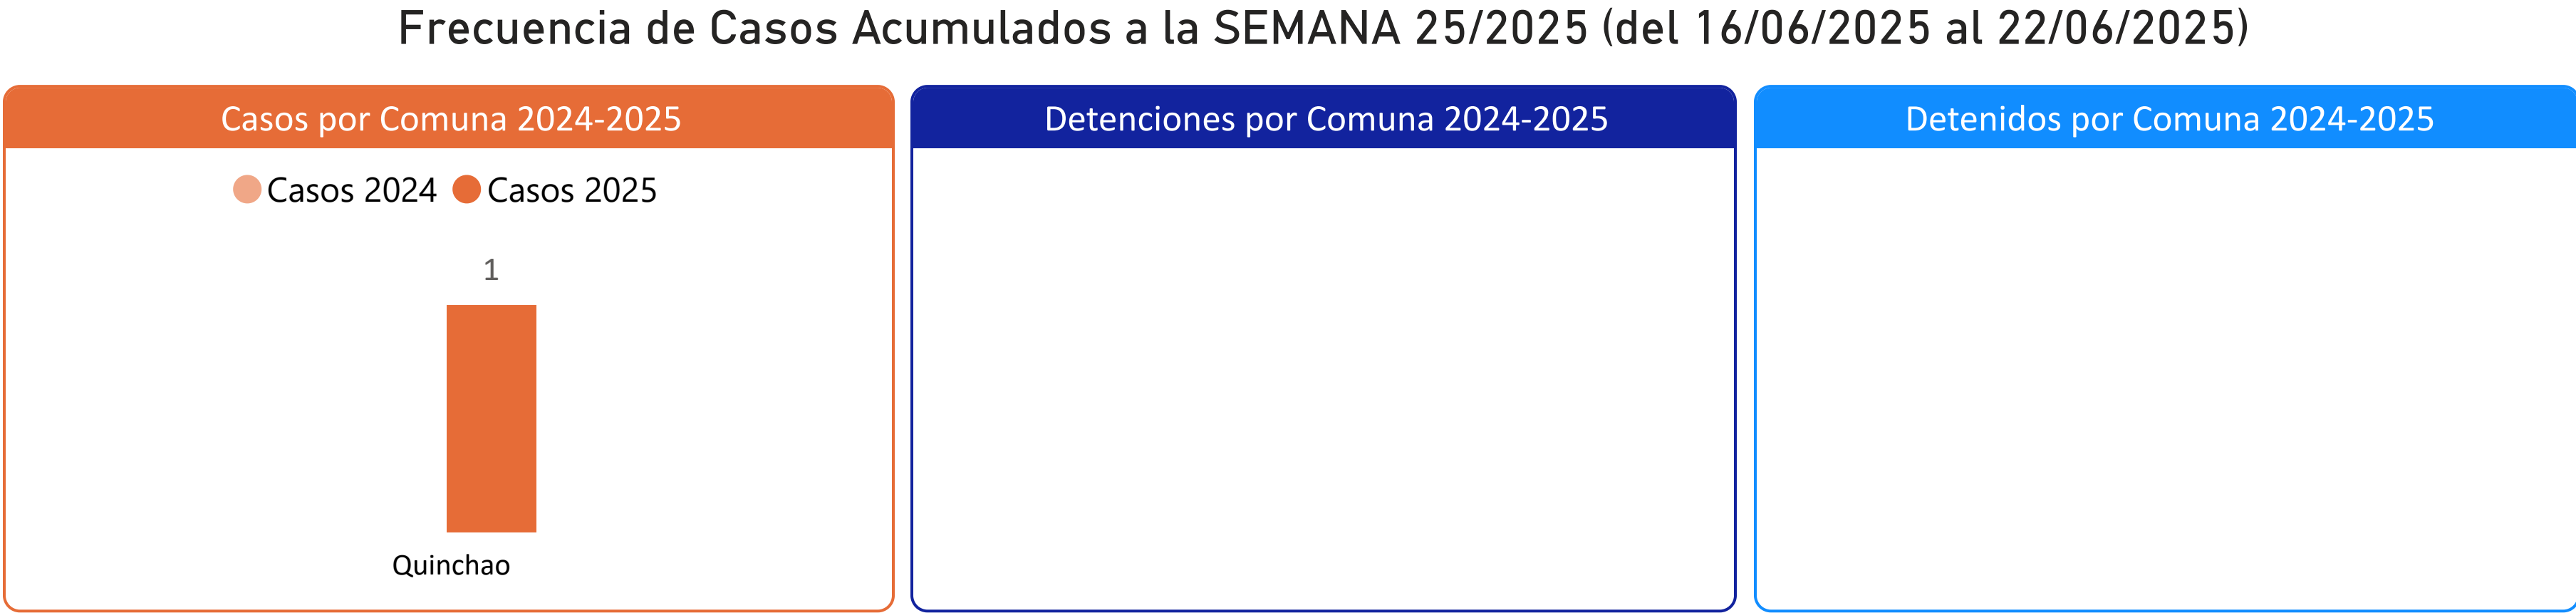 Frecuencia de Casos Acumulados a la SEMANA 25/2025 (del 16/06/2025 al 22/06/2025)
Casos por Comuna 2024-2025
Casos 2024 Casos 2025
1
Quinchao
Detenciones por Comuna 2024-2025
Detenidos por Comuna 2024-2025